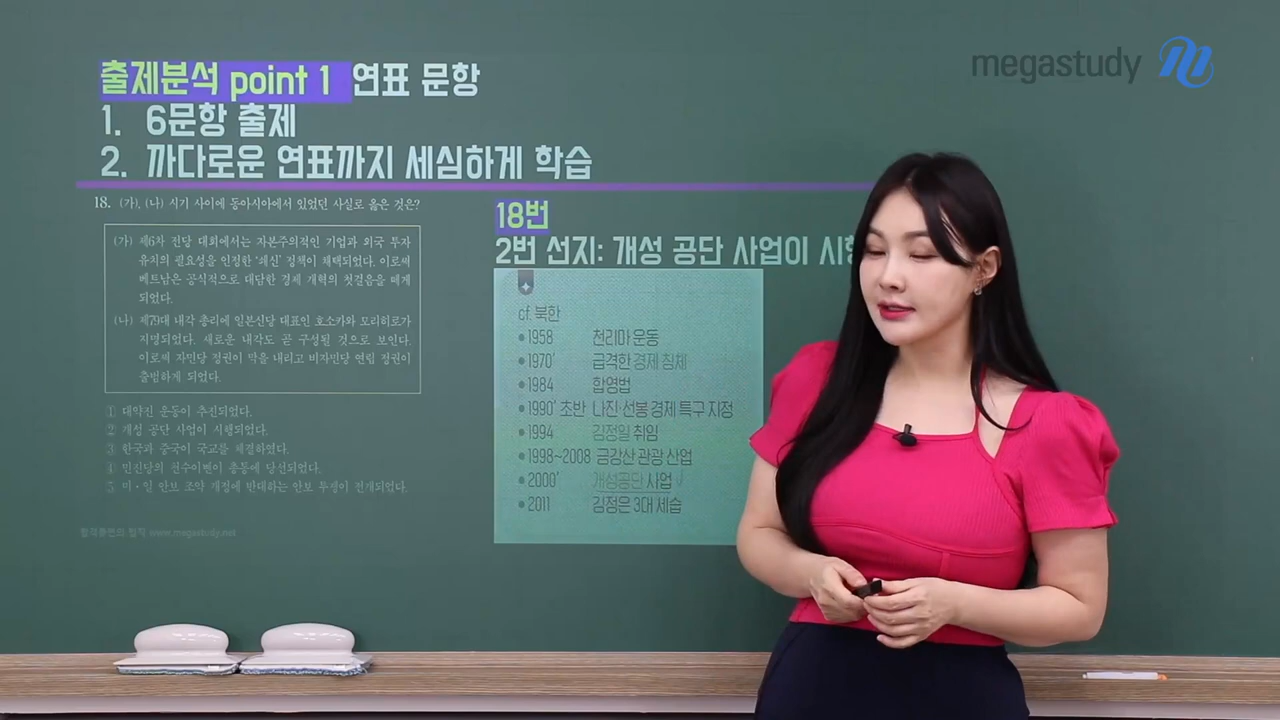 megastudy
출제분석 point 1 연표 문항
1. 6문항 출제
2. 까다로운 연표까지 세심하게 학습
18. (가), (나) 시기 사이에 동아시아에서 있었던 사실로 옳은 것은?
(가) 제6차 전당 대회에서는 자본주의적인 기업과 외국 투자
유치의 필요성을 인정한 '쇄신' 정책이 채택되었다. 이로써
베트남은 공식적으로 대담한 경제 개혁의 첫걸음을 떼게
되었다.
(나) 제79대 내각 총리에 일본신당 대표인 호소카와 모리히로가
지명되었다. 새로운 내각도 곧 구성될 것으로 보인다.
이로써 자민당 정권이 막을 내리고 비자민당 연립 정권이
출범하게 되었다.
① 대약진 운동이 추진되었다.
② 개성 공단 사업이 시행되었다.
③ 한국과 중국이 국교를 체결하였다.
④ 민진당의 천수이볜이 총통에 당선되었다.
⑤ 미·일 안보 조약 개정에 반대하는 안보 투쟁이 전개되었다.
www.megastudy.net
18번
2번 선지: 개성 공단 사업이 시행
cf. 북한
1958 천리마 운동
1970' 급격한 경제 침체
1984 합영법
1990' 초반 나진·선봉 경제 특구 지정
1994 김정일 취임
1998~2008 금강산 관광 산업
2000' 개성공단 사업 √
2011 김정은 3대 세습